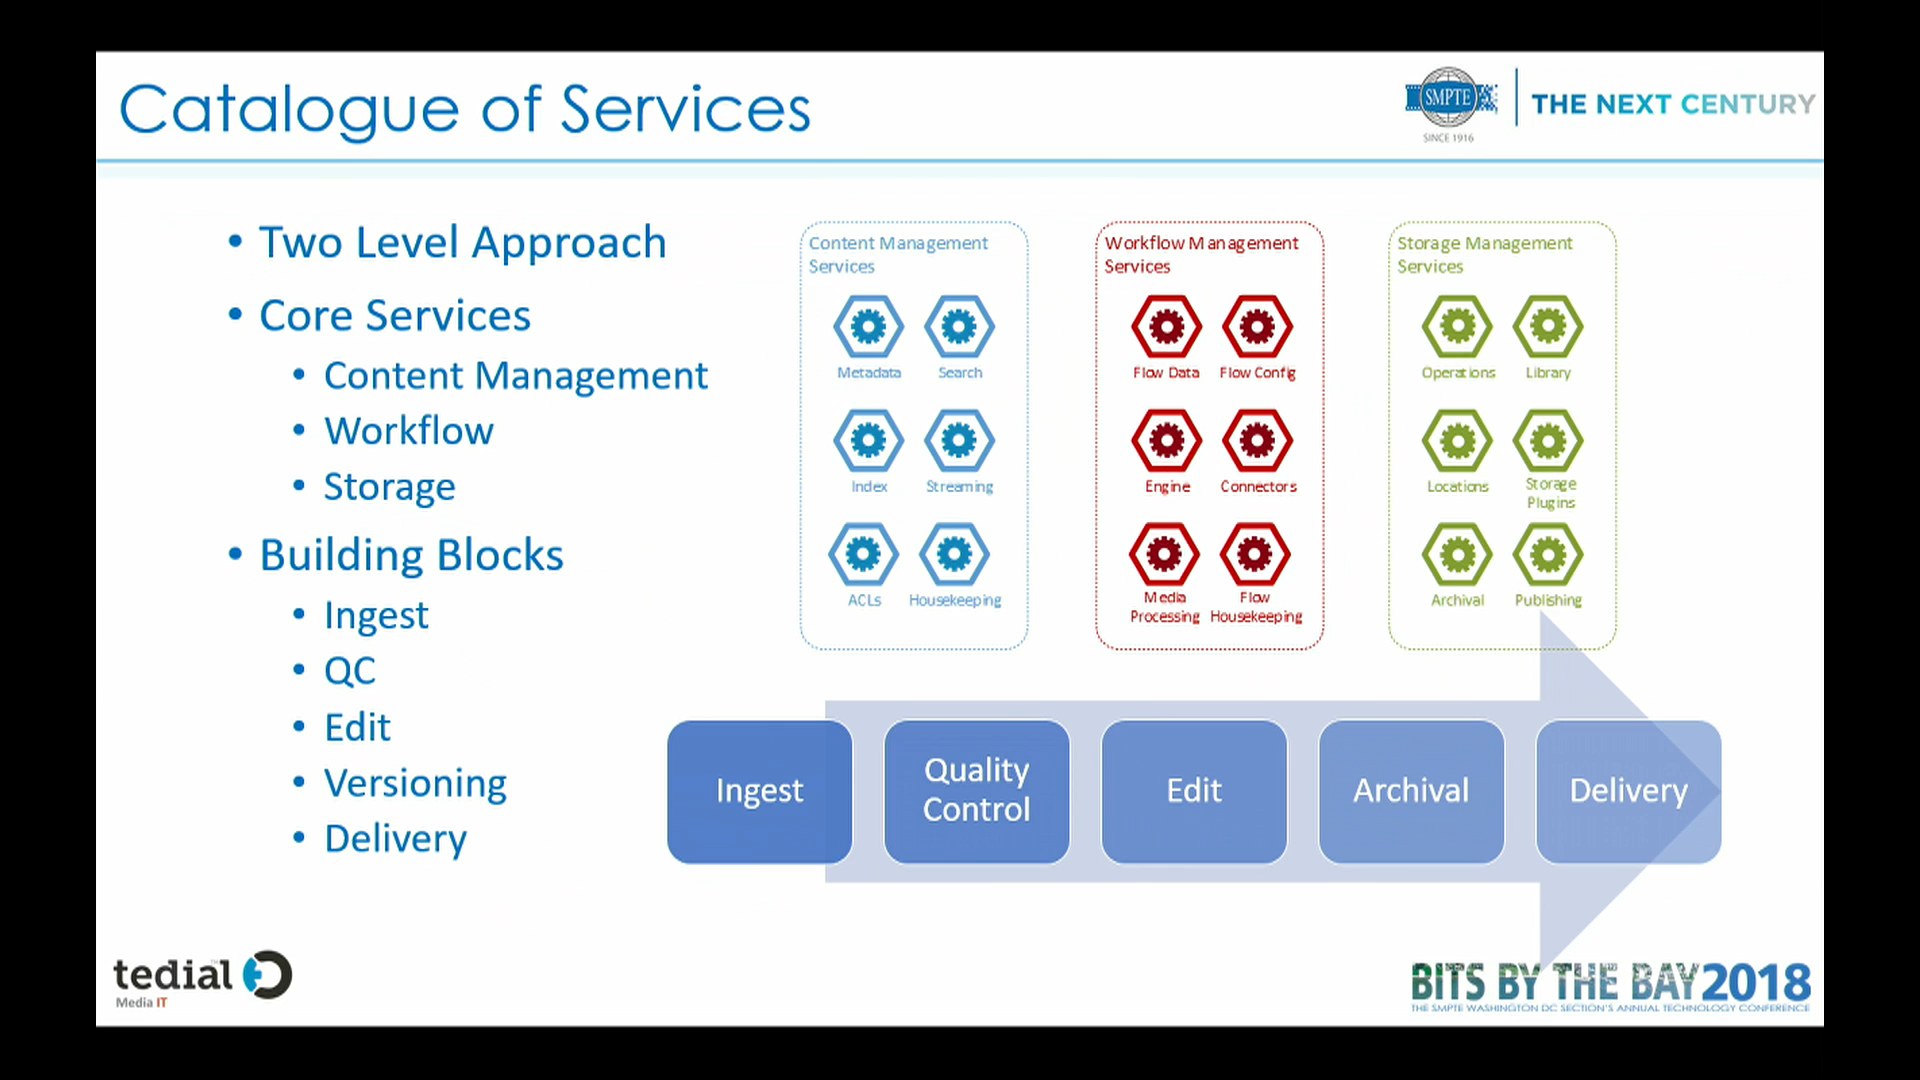 Catalogue of Services
SMPTE
SINCE 1916
THE NEXT CENTURY
• Two Level Approach
• Core Services
• Content Management
• Workflow
• Storage
• Building Blocks
• Ingest
• QC
• Edit
• Versioning
• Delivery
Content Management
Services
Metadata Search
Index Streaming
ACLs Housekeeping
Workflow Management
Services
Flow Data Flow Config
Engine Connectors
Media
Processing
Flow
Housekeeping
Storage Management
Services
Operations Library
Locations
Storage
Plugins
Archival Publishing
Ingest
Quality
Control
Edit
Archival
Delivery
tedial
Media IT
BITS BY THE BAY 2018
THE SMPTE WASHINGTON DC SECTION'S ANNUAL TECHNOLOGY CONFERENCE